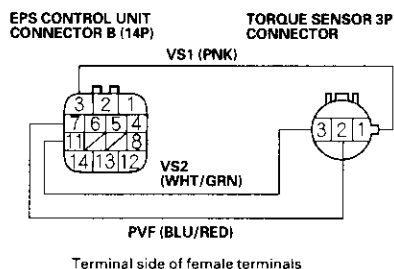 EPS CONTROL UNIT
CONNECTOR B (14P)
TORQUE SENSOR 3P
CONNECTOR
VS1 (PNK)
3 2 1
7 6 5 4
11 8
14 13 12
3 2 1
VS2
(WHT/GRN)
PVF (BLU/RED)
Terminal side of female terminals